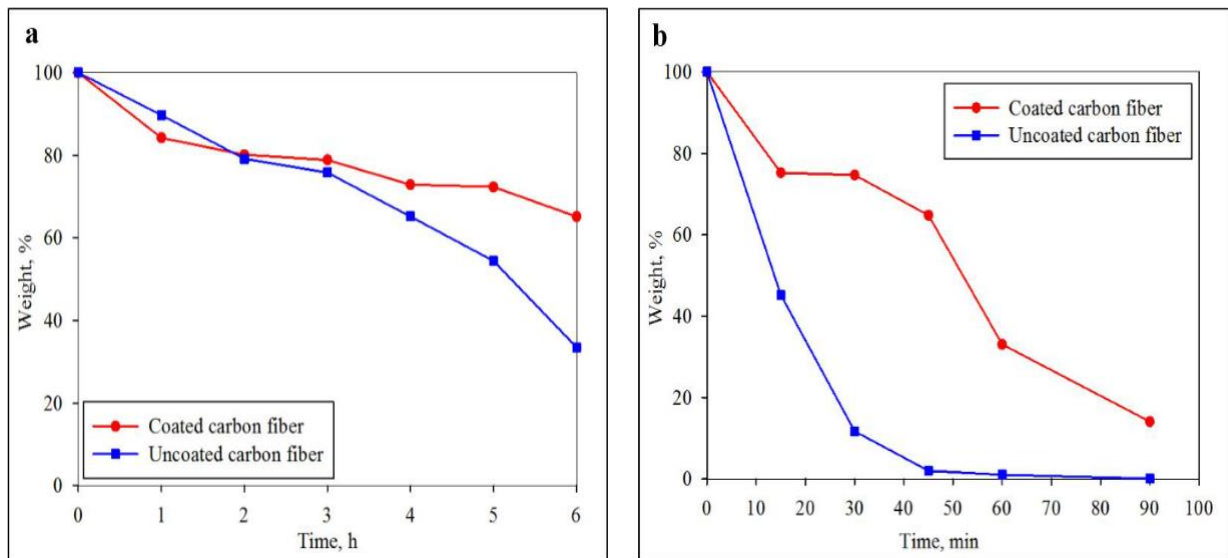 a
100
80
60
40
20
0
Weight, %
Coated carbon fiber
Uncoated carbon fiber
0 1 2 3 4 5 6
Time, h
b
100
80
60
40
20
0
Weight, %
Coated carbon fiber
Uncoated carbon fiber
0 10 20 30 40 50 60 70 80 90 100
Time, min